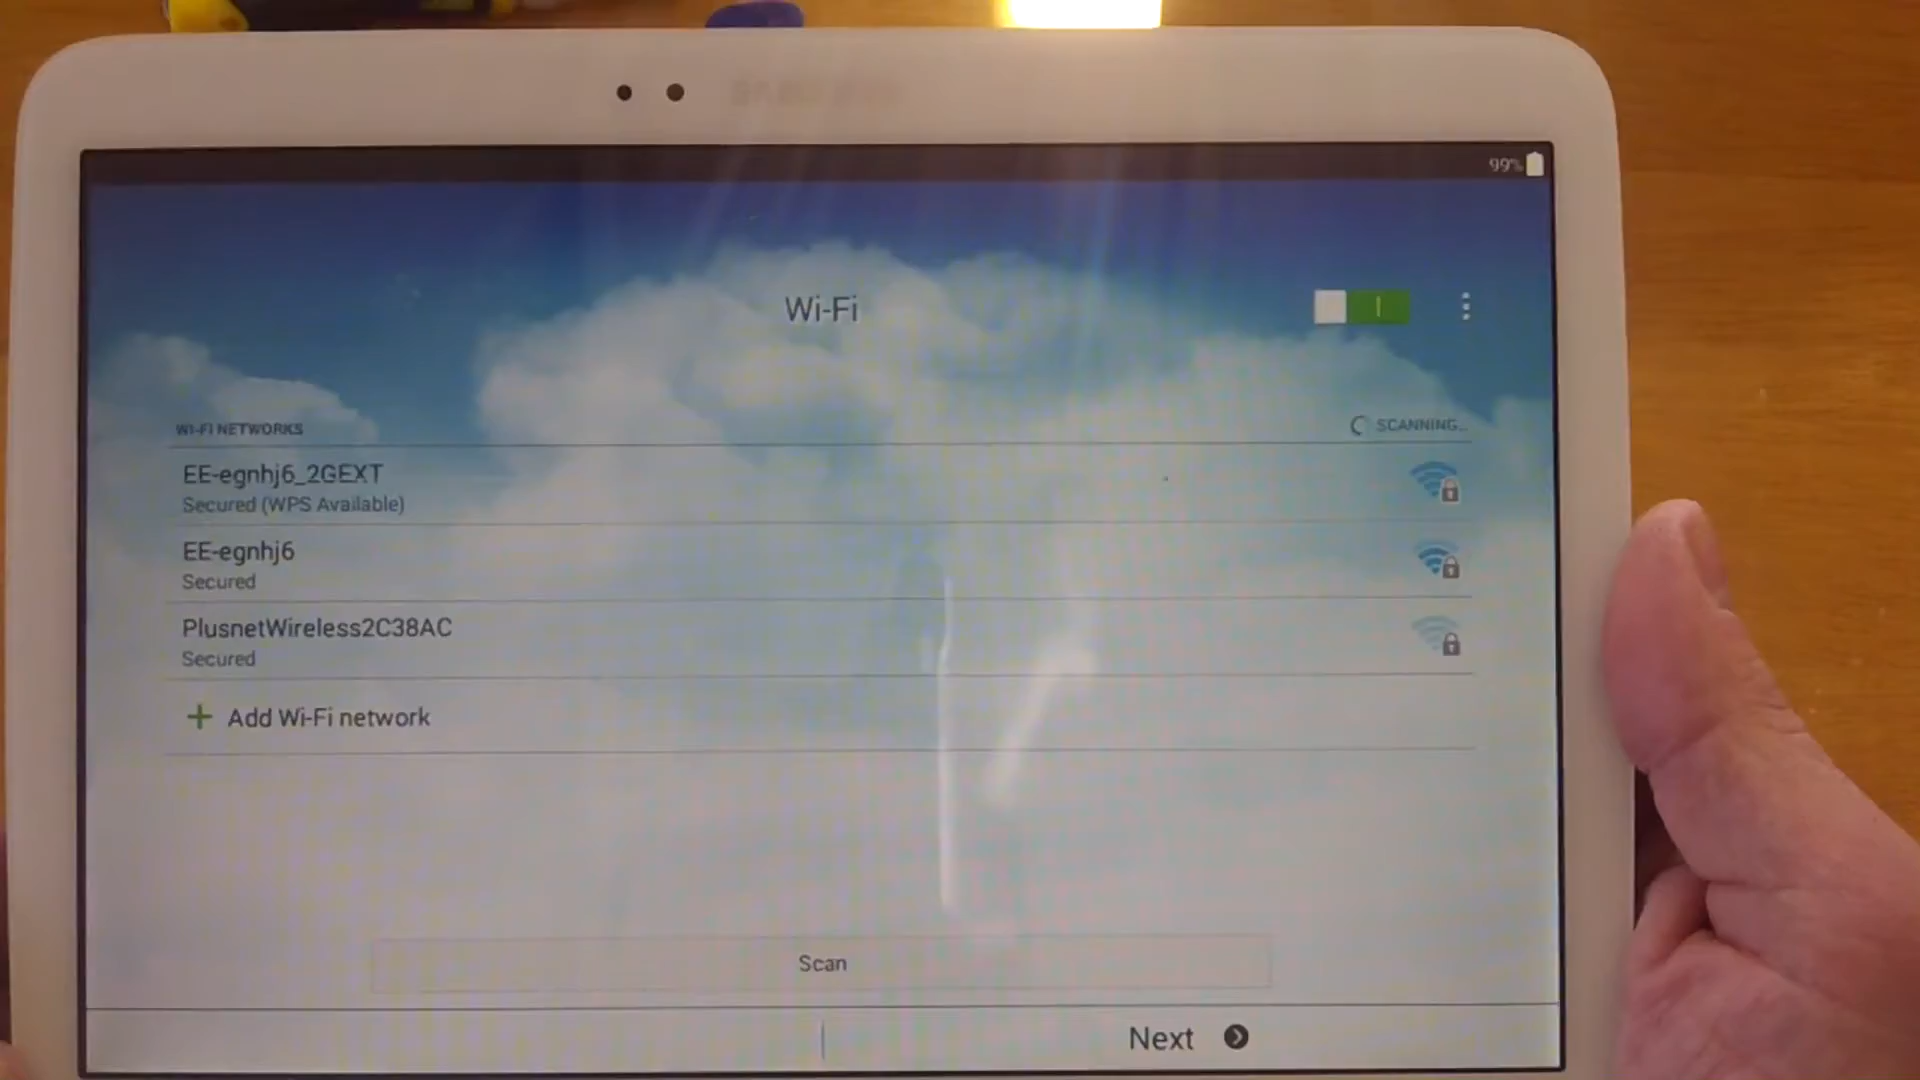 99%
Wi-Fi
WI-FI NETWORKS
SCANNING...
EE-egnhj6_2GEXT
Secured (WPS Available)
EE-egnhj6
Secured
PlusnetWireless2C38AC
Secured
Add Wi-Fi network
Scan
Next